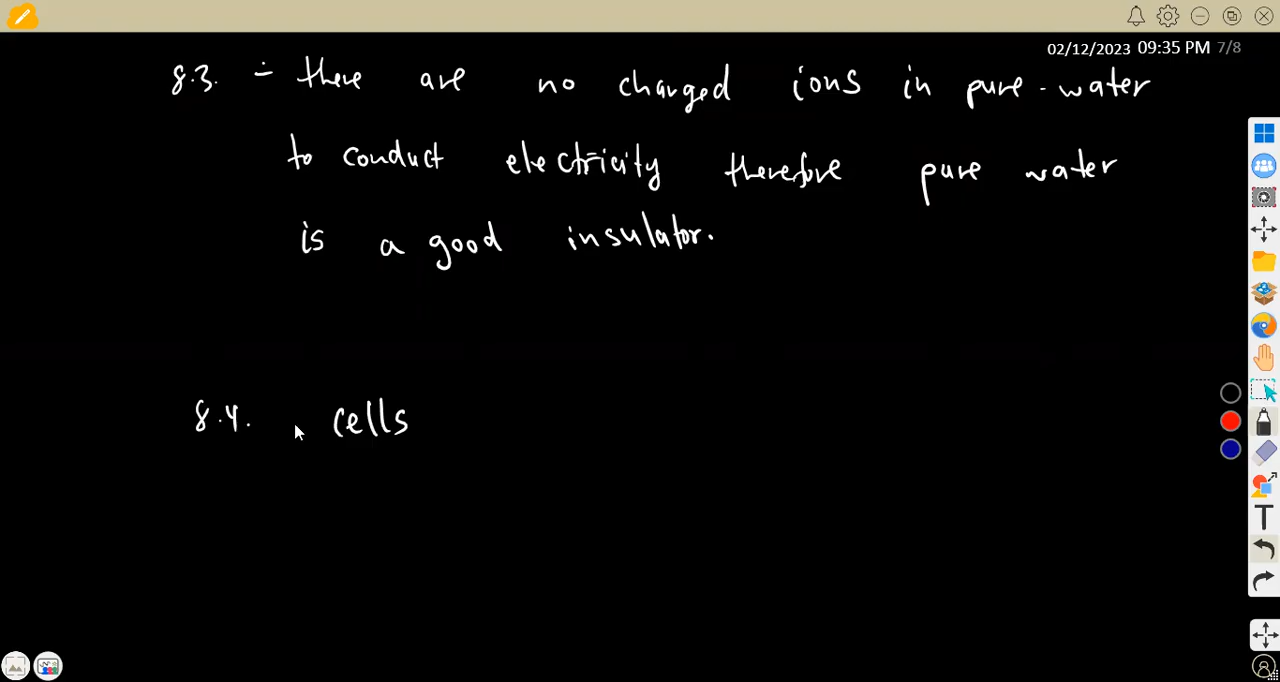 02/12/2023 09:35 PM 7/8
8.3. - there are no charged ions in pure-water
to conduct electricity therefore pure water
is a good insulator.
8.4. cells
T